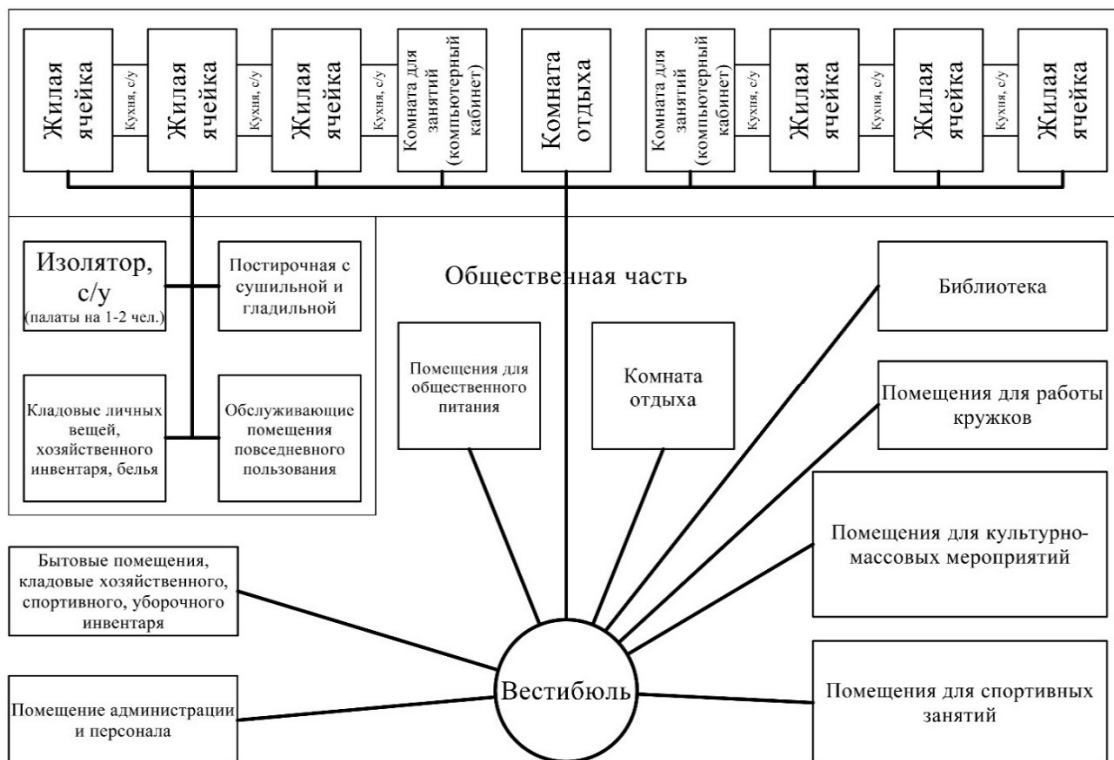 Жилая
ячейка
Кухня, с/у
Жилая
ячейка
Кухня, с/у
Жилая
ячейка
Кухня, с/у
Комната для
занятий
(компьютерный
кабинет)
Комната
отдыха
Комната для
занятий
(компьютерный
кабинет)
Кухня, с/у
Жилая
ячейка
Кухня, с/у
Жилая
ячейка
Кухня, с/у
Жилая
ячейка
Изолятор,
с/у
(палаты на 1-2 чел.)
Постирочная с
сушильной и
гладильной
Кладовые личных
вещей,
хозяйственного
инвентаря, белья
Обслуживающие
помещения
повседневного
пользования
Общественная часть
Помещения для
общественного
питания
Комната
отдыха
Библиотека
Помещения для работы
кружков
Помещения для культурно-
массовых мероприятий
Помещения для спортивных
занятий
Бытовые помещения,
кладовые хозяйственного,
спортивного, уборочного
инвентаря
Помещение администрации
и персонала
Вестибюль